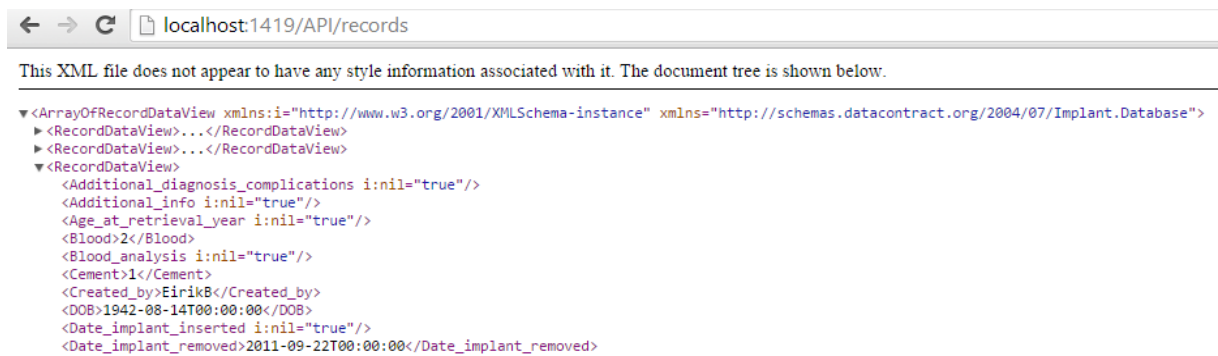 localhost:1419/API/records
This XML file does not appear to have any style information associated with it. The document tree is shown below.
▼<ArrayOfRecordDataView xmlns:i="http://www.w3.org/2001/XMLSchema-instance" xmlns="http://schemas.datacontract.org/2004/07/Implant.Database">
▶<RecordDataView>...</RecordDataView>
▶<RecordDataView>...</RecordDataView>
▼<RecordDataView>
<Additional_diagnosis_complications i:nil="true"/>
<Additional_info i:nil="true"/>
<Age_at_retrieval_year i:nil="true"/>
<Blood>2</Blood>
<Blood_analysis i:nil="true"/>
<Cement>1</Cement>
<Created_by>EirikB</Created_by>
<DOB>1942-08-14T00:00:00</DOB>
<Date_implant_inserted i:nil="true"/>
<Date_implant_removed>2011-09-22T00:00:00</Date_implant_removed>